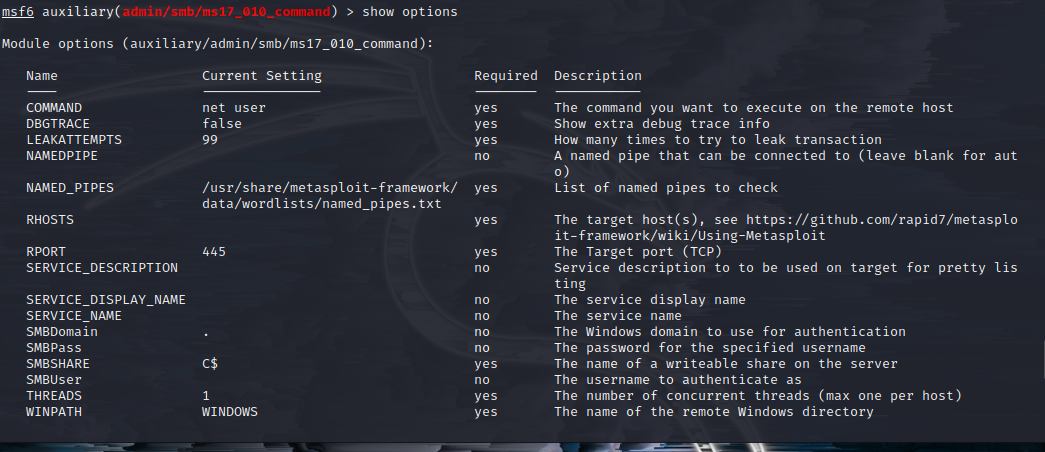 msf6 auxiliary(admin/smb/ms17_010_command) > show options
Module options (auxiliary/admin/smb/ms17_010_command):
Name Current Setting Required Description
COMMAND net user yes The command you want to execute on the remote host
DBGTRACE false yes Show extra debug trace info
LEAKATTEMPTS 99 yes How many times to try to leak transaction
NAMEDPIPE no A named pipe that can be connected to (leave blank for aut
o)
NAMED_PIPES /usr/share/metasploit-framework/ yes List of named pipes to check
data/wordlists/named_pipes.txt
RHOSTS yes The target host(s), see https://github.com/rapid7/metasplo
it-framework/wiki/Using-Metasploit
RPORT 445 yes The Target port (TCP)
SERVICE_DESCRIPTION no Service description to to be used on target for pretty lis
ting
SERVICE_DISPLAY_NAME no The service display name
SERVICE_NAME no The service name
SMBDomain . no The Windows domain to use for authentication
SMBPass no The password for the specified username
SMBSHARE C$ yes The name of a writeable share on the server
SMBUser no The username to authenticate as
THREADS 1 yes The number of concurrent threads (max one per host)
WINPATH WINDOWS yes The name of the remote Windows directory